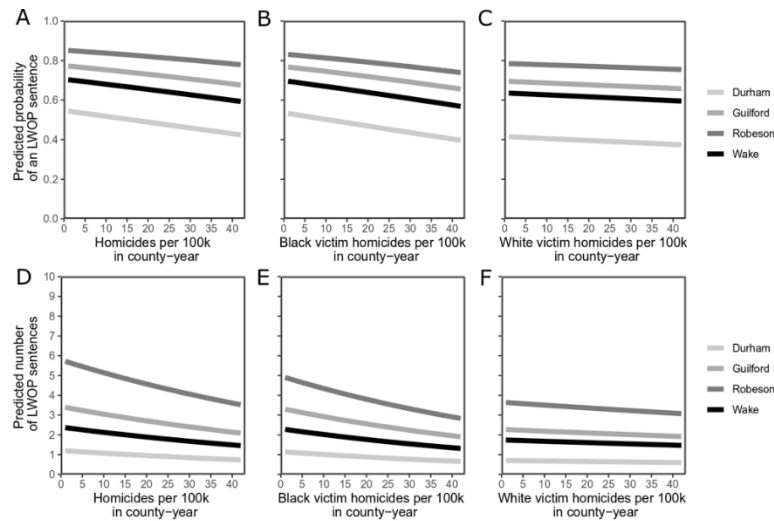 A
B
C
Predicted probability
of an LWOP sentence
1.0
0.8
0.6
0.4
0.2
0.0
0 5 10 15 20 25 30 35 40
0 5 10 15 20 25 30 35 40
0 5 10 15 20 25 30 35 40
Homicides per 100k
in county-year
Black victim homicides per 100k
in county-year
White victim homicides per 100k
in county-year
Durham
Guilford
Robeson
Wake
D
E
F
Predicted number
of LWOP sentences
10
9
8
7
6
5
4
3
2
1
0
0 5 10 15 20 25 30 35 40
0 5 10 15 20 25 30 35 40
0 5 10 15 20 25 30 35 40
Homicides per 100k
in county-year
Black victim homicides per 100k
in county-year
White victim homicides per 100k
in county-year
Durham
Guilford
Robeson
Wake